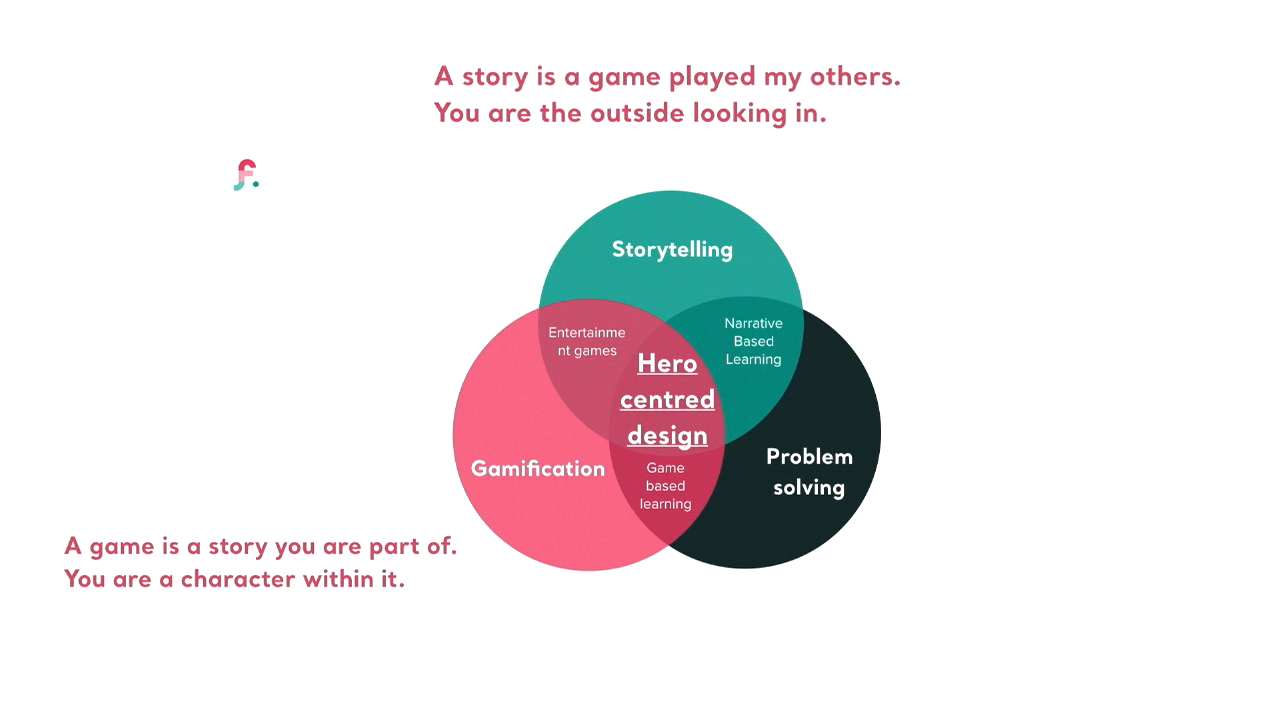 A story is a game played my others.
You are the outside looking in.
Storytelling
Entertainme
nt games
Narrative
Based
Learning
Hero
centred
design
Gamification
Problem
solving
Game
based
learning
A game is a story you are part of.
You are a character within it.